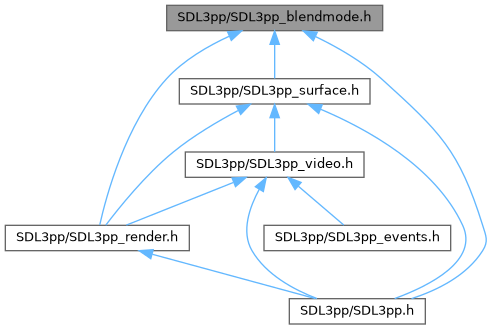 SDL3pp/SDL3pp_blendmode.h
SDL3pp/SDL3pp_surface.h
SDL3pp/SDL3pp_video.h
SDL3pp/SDL3pp_render.h
SDL3pp/SDL3pp_events.h
SDL3pp/SDL3pp.h